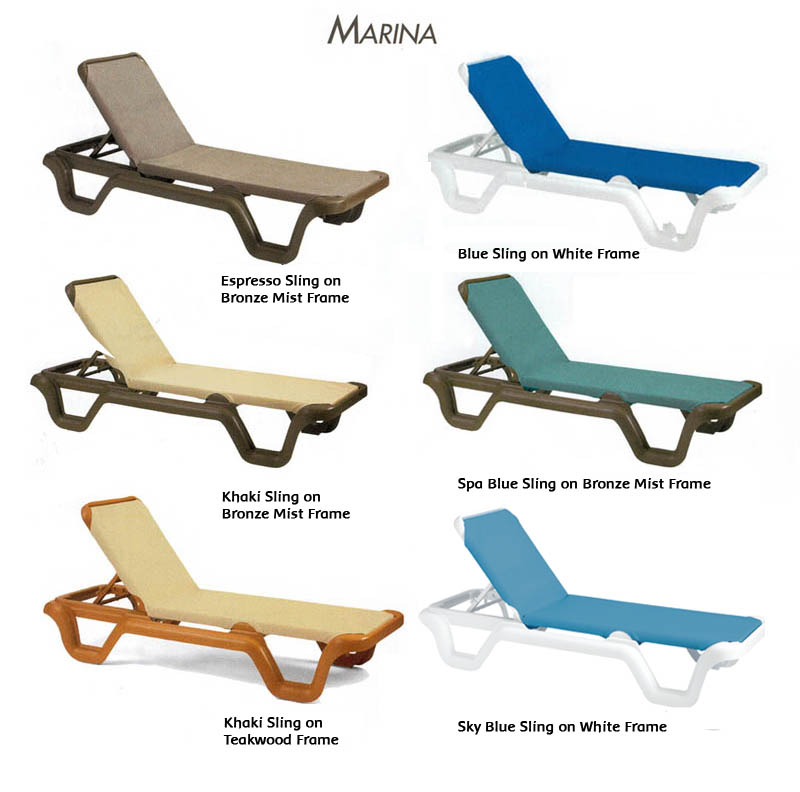 MARINA
Espresso Sling on
Bronze Mist Frame
Blue Sling on White Frame
Khaki Sling on
Bronze Mist Frame
Spa Blue Sling on Bronze Mist Frame
Khaki Sling on
Teakwood Frame
Sky Blue Sling on White Frame